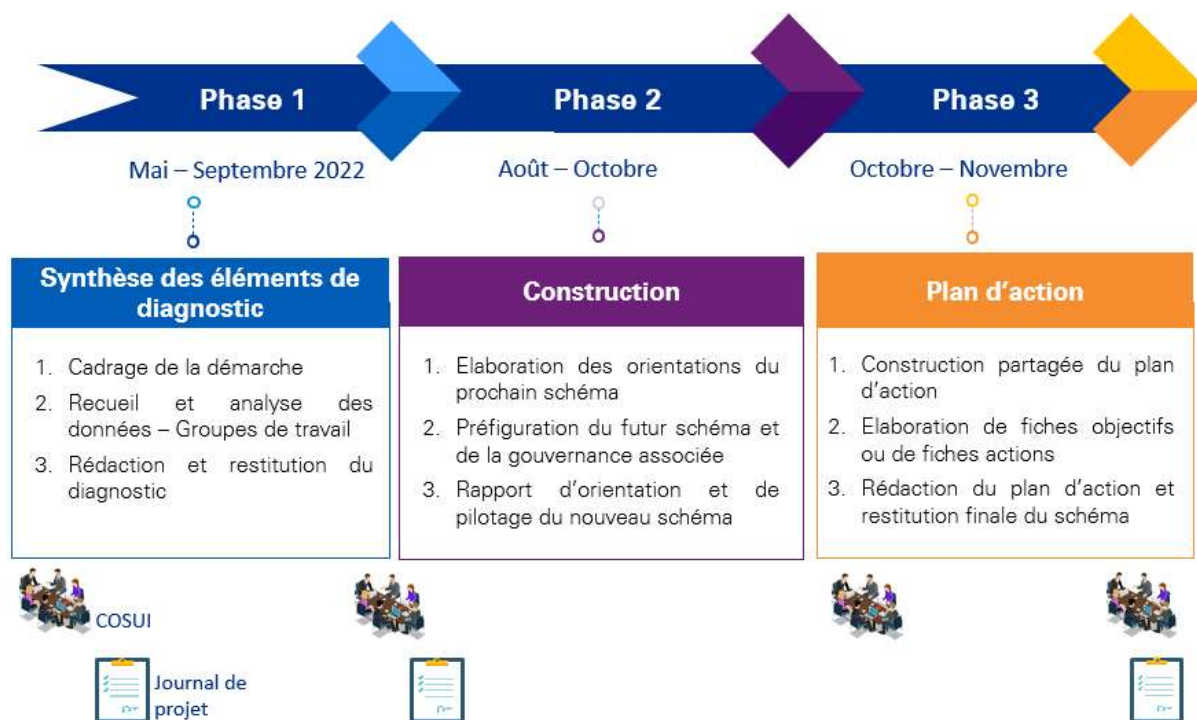 Phase 1
Phase 2
Phase 3
Mai – Septembre 2022
Août – Octobre
Octobre – Novembre
Synthèse des éléments de
diagnostic
1. Cadrage de la démarche
2. Recueil et analyse des
données – Groupes de travail
3. Rédaction et restitution du
diagnostic
Construction
1. Elaboration des orientations du
prochain schéma
2. Préfiguration du futur schéma et
de la gouvernance associée
3. Rapport d'orientation et de
pilotage du nouveau schéma
Plan d'action
1. Construction partagée du plan
d'action
2. Elaboration de fiches objectifs
ou de fiches actions
3. Rédaction du plan d'action et
restitution finale du schéma
COSUI
Journal de
projet